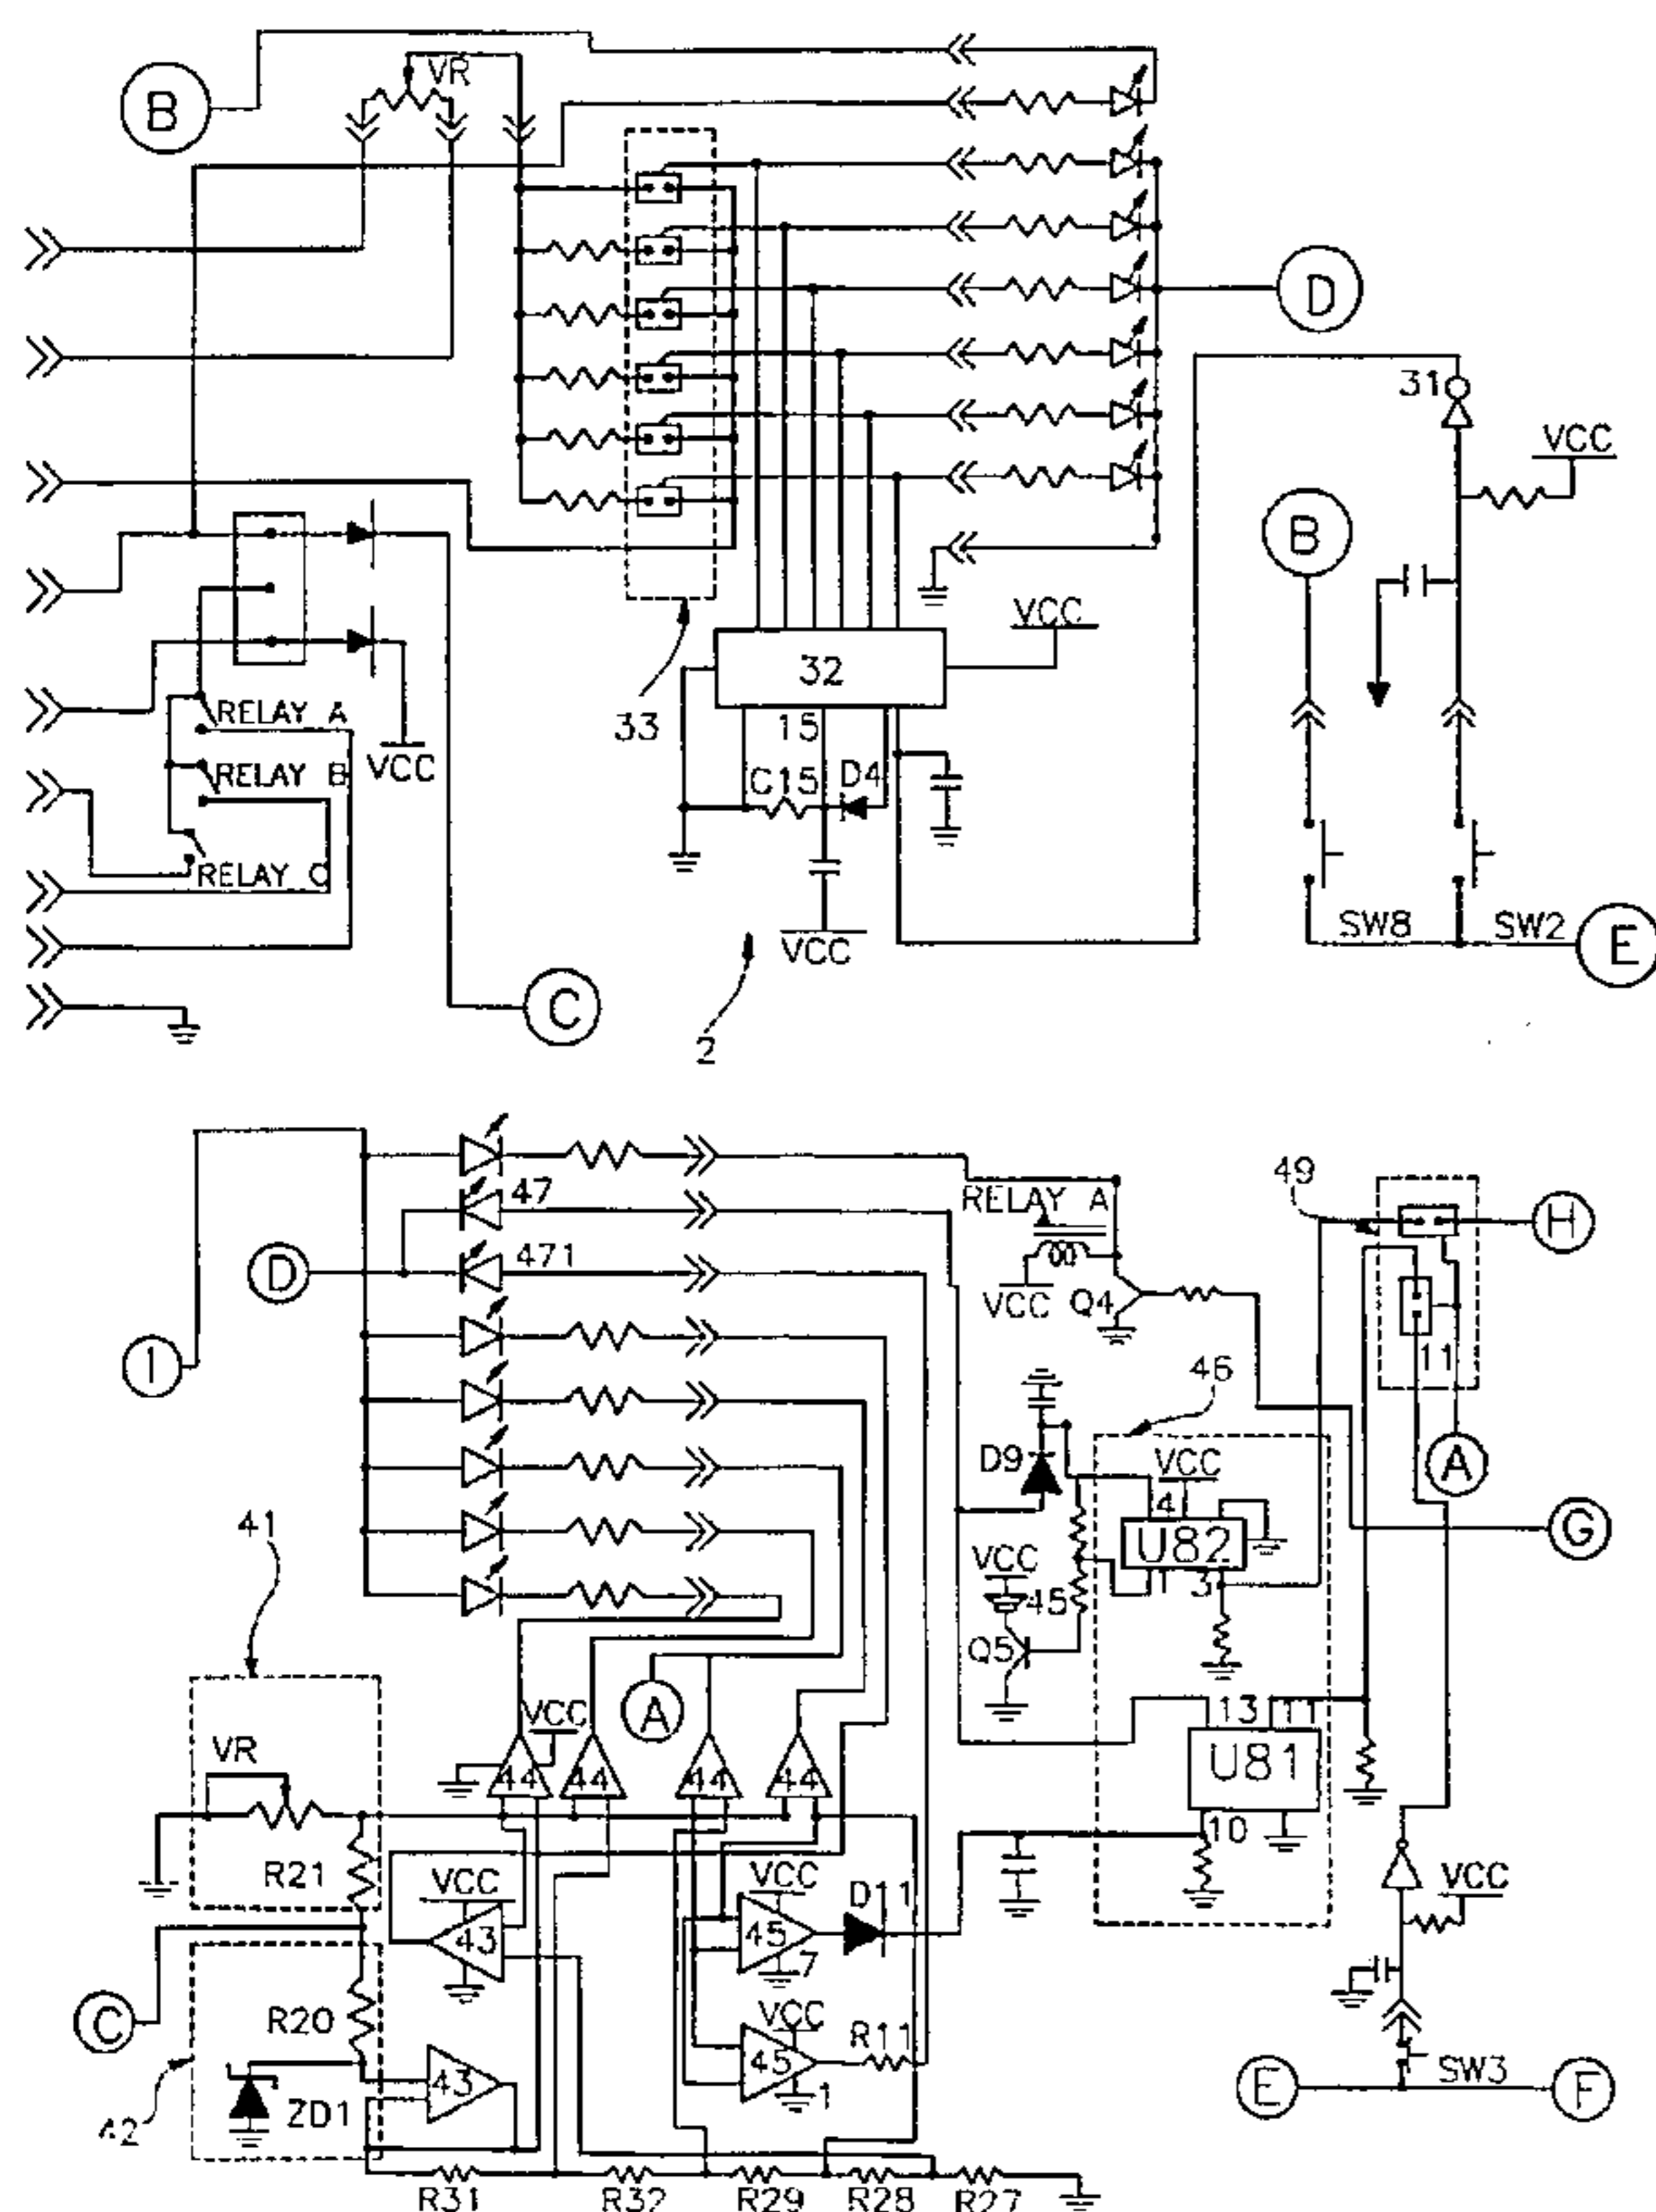 VR
B
D
31
VCC
B
VCC
32
33
15
RELAY A
RELAY B
VCC
C15
D4
RELAY C
SW8
SW2
E
VCC
C
2
47
RELAY A
49
H
D
471
VCC
Q4
I
11
46
A
D9
VCC
4
G
41
U82
VCC
1
3
45
Q5
A
VCC
13
11
VR
44
44
44
44
U81
10
R21
VCC
VCC
D11
VCC
43
45
7
C
R20
VCC
R11
43
45
1
SW3
E
F
ZD1
42
R31
R32
R29
R28
R27